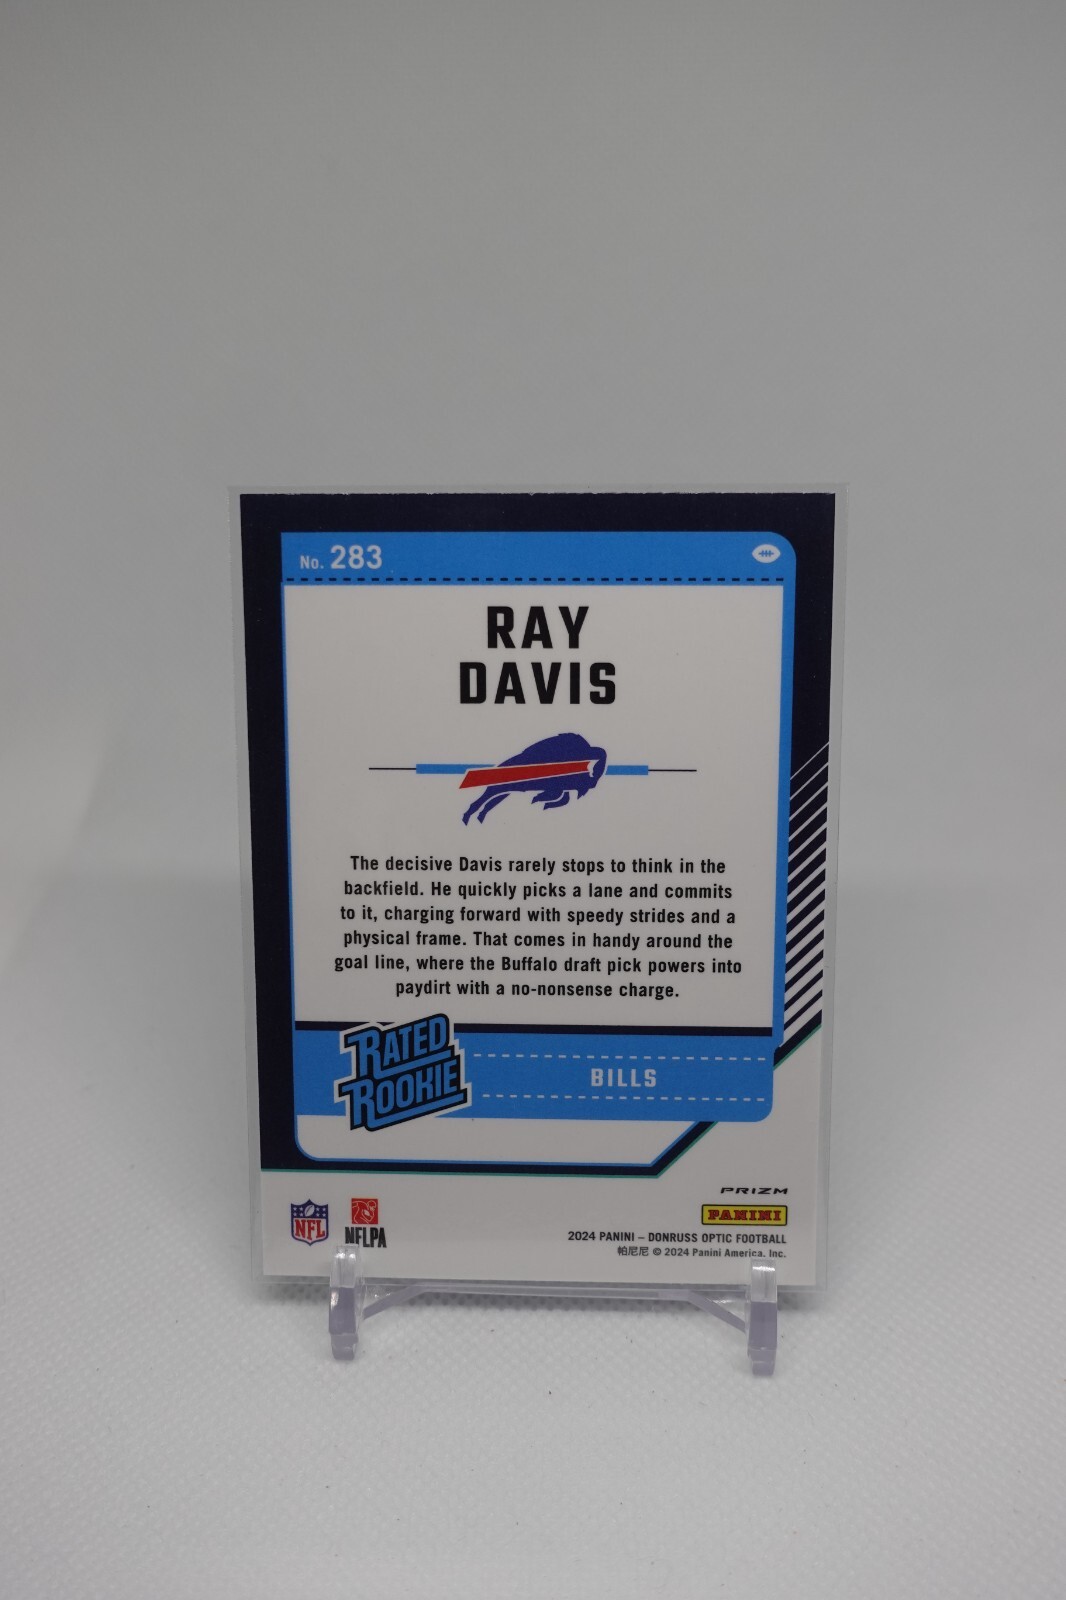 No. 283
RAY
DAVIS
The decisive Davis rarely stops to think in the
backfield. He quickly picks a lane and commits
to it, charging forward with speedy strides and a
physical frame. That comes in handy around the
goal line, where the Buffalo draft pick powers into
paydirt with a no-nonsense charge.
RATED
ROOKIE
BILLS
PRIZM
PANINI
NFL
NFLPA
2024 PANINI – DONRUSS OPTIC FOOTBALL
帕尼尼 © 2024 Panini America, Inc.